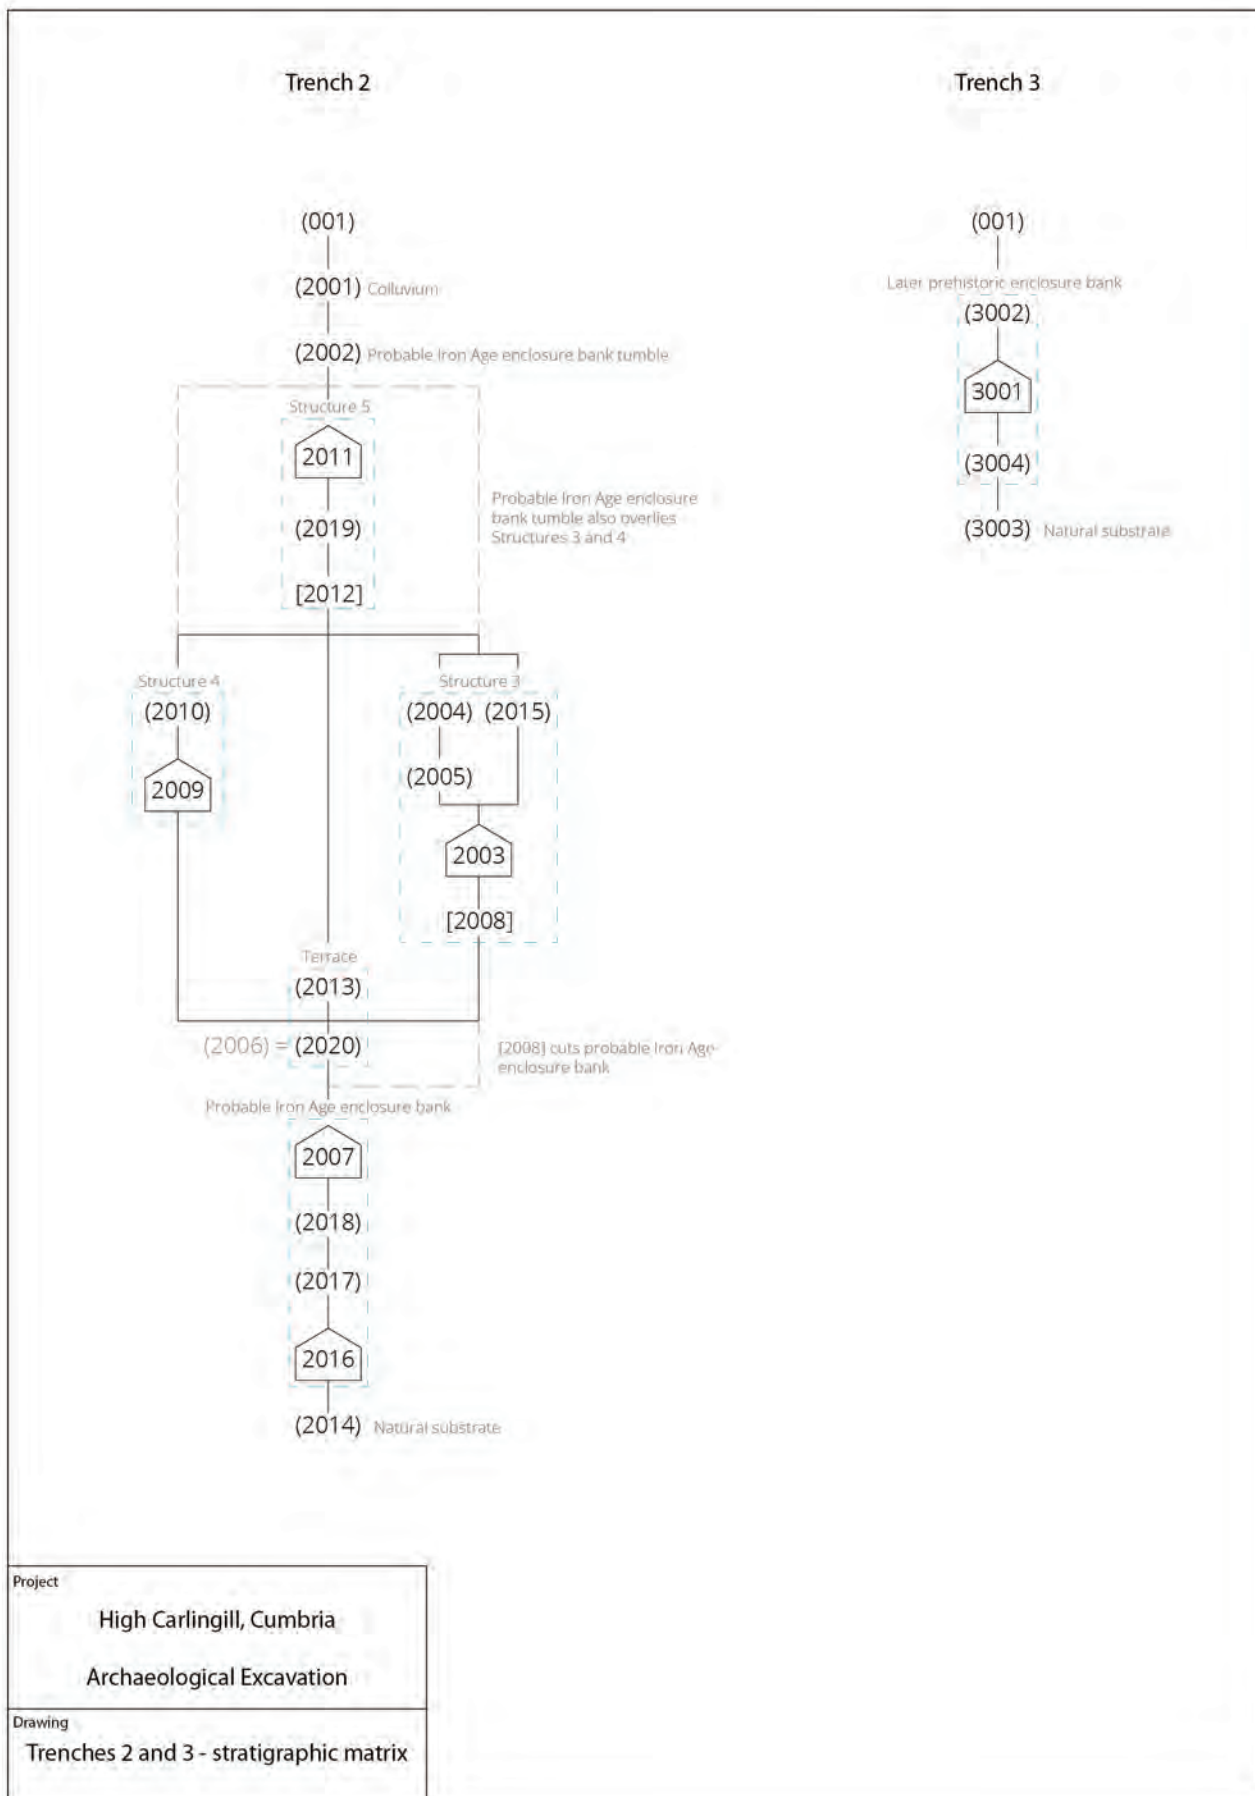 Trench 2
Trench 3
(001)
(2001) Colluvium
(2002) Probable Iron Age enclosure bank tumble
Structure 5
2011
(2019)
[2012]
Probable Iron Age enclosure
bank tumble also overlies
Structures 3 and 4
Structure 4
(2010)
2009
Structure 3
(2004) (2015)
(2005)
2003
[2008]
Terrace
(2013)
(2006) = (2020)
[2008] cuts probable Iron Age
enclosure bank
Probable Iron Age enclosure bank
2007
(2018)
(2017)
2016
(2014) Natural substrate
(001)
Later prehistoric enclosure bank
(3002)
3001
(3004)
(3003) Natural substrate
Project
High Carlingill, Cumbria
Archaeological Excavation
Drawing
Trenches 2 and 3 - stratigraphic matrix